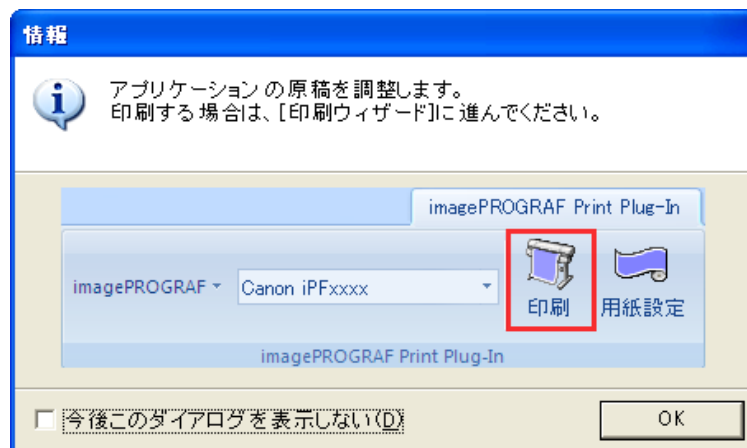 情報
アプリケーションの原稿を調整します。
印刷する場合は、[印刷ウィザード]に進んでください。
imagePROGRAF Print Plug-In
imagePROGRAF
Canon iPFxxxx
印刷
用紙設定
imagePROGRAF Print Plug-In
今後このダイアログを表示しない(D)
OK